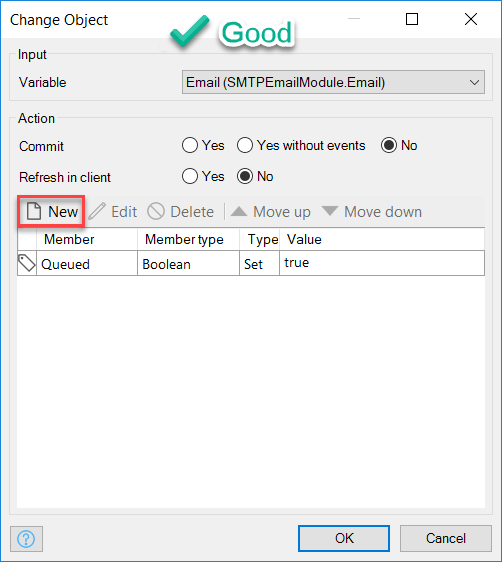 Change Object
Good
Input
Variable Email (SMTPEmailModule.Email)
Action
Commit Yes Yes without events No
Refresh in client Yes No
New Edit Delete Move up Move down
Member Member type Type Value
Queued Boolean Set true
?
OK Cancel